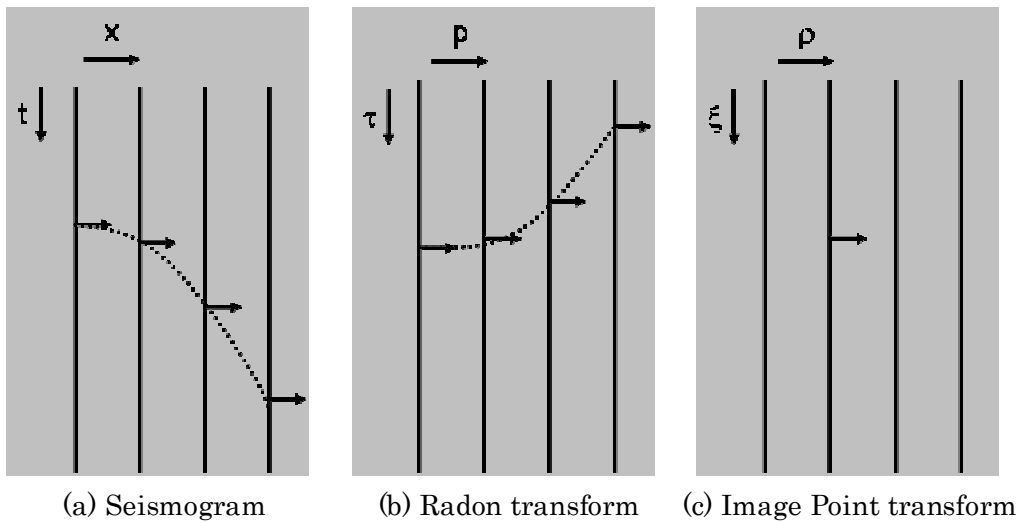 x
t
(a) Seismogram
p
τ
(b) Radon transform
ρ
ξ
(c) Image Point transform